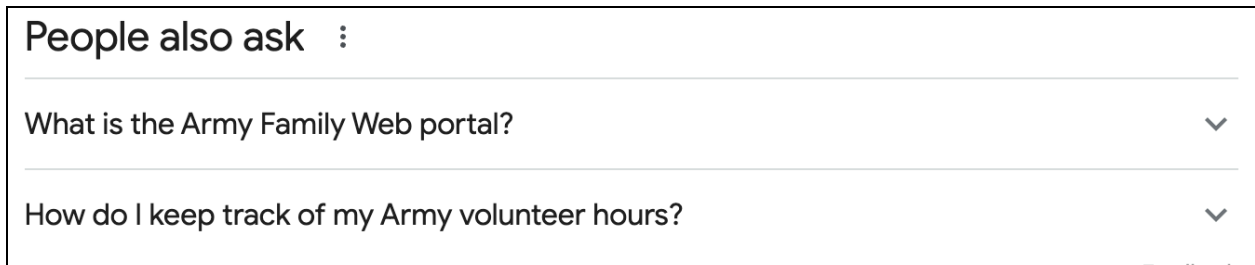 People also ask
What is the Army Family Web portal?
How do I keep track of my Army volunteer hours?